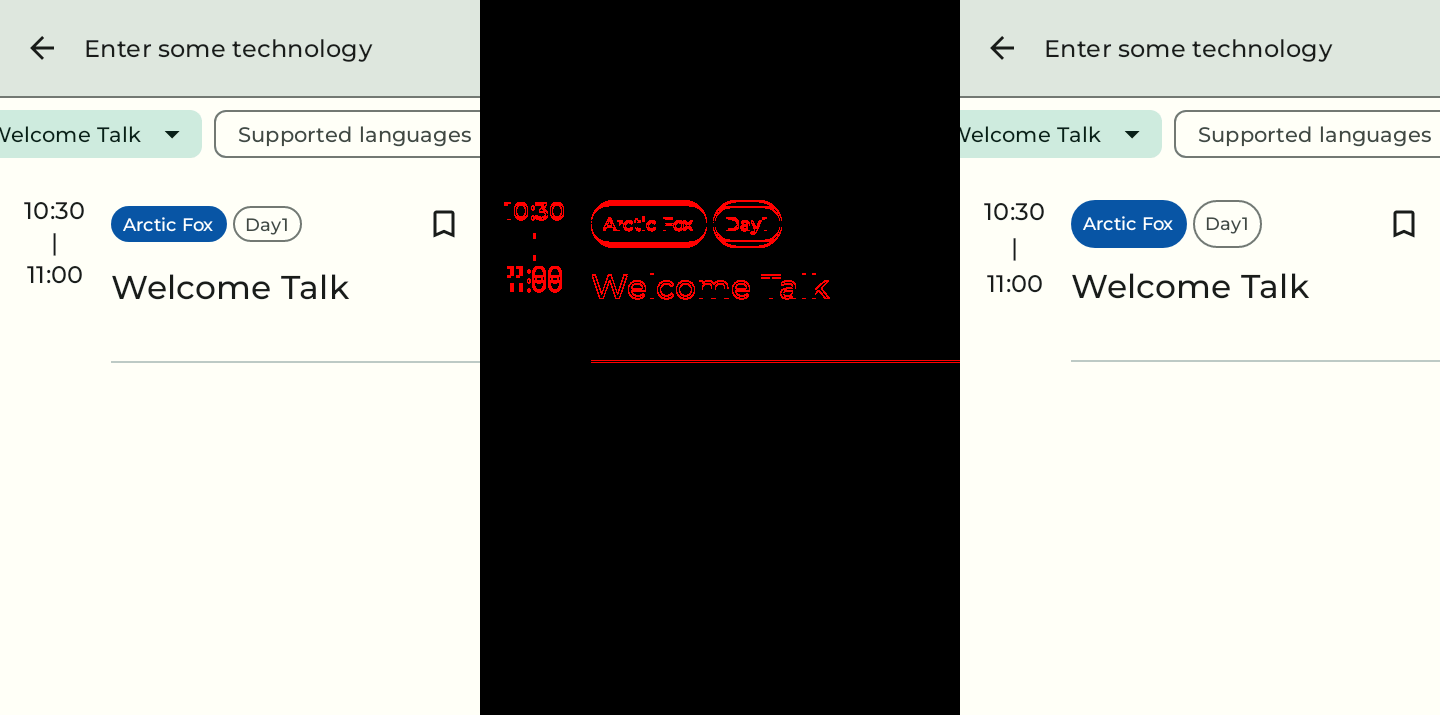 Enter some technology
Welcome Talk Supported languages
10:30 Arctic Fox Day1
|
11:00
Welcome Talk
10:30 Arctic Fox Day1
11:00
Welcome Talk
Enter some technology
Welcome Talk Supported languages
10:30 Arctic Fox Day1
|
11:00
Welcome Talk